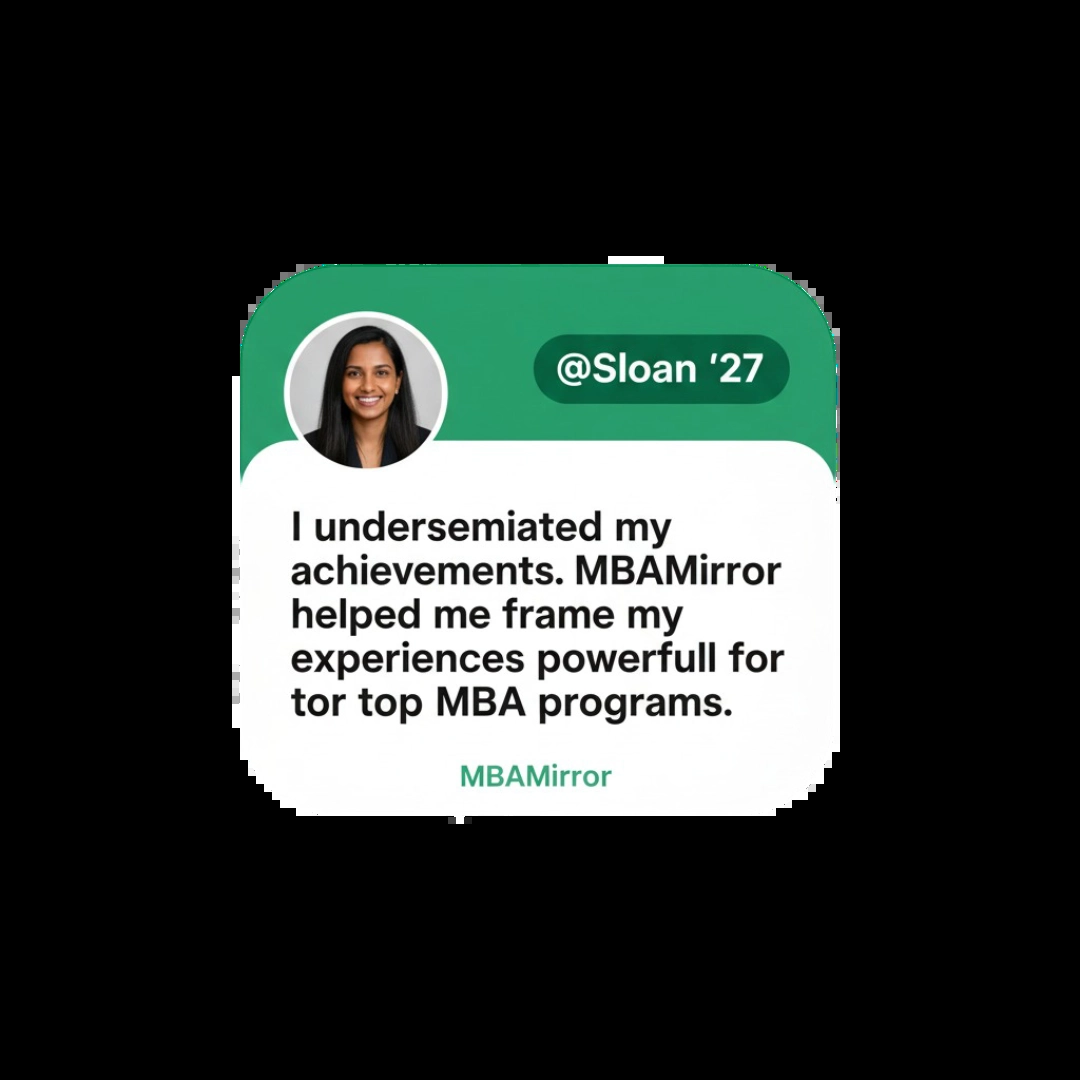 @Sloan '27
I undersemiated my
achievements. MBAMirror
helped me frame my
experiences powerfull for
tor top MBA programs.
MBAMirror